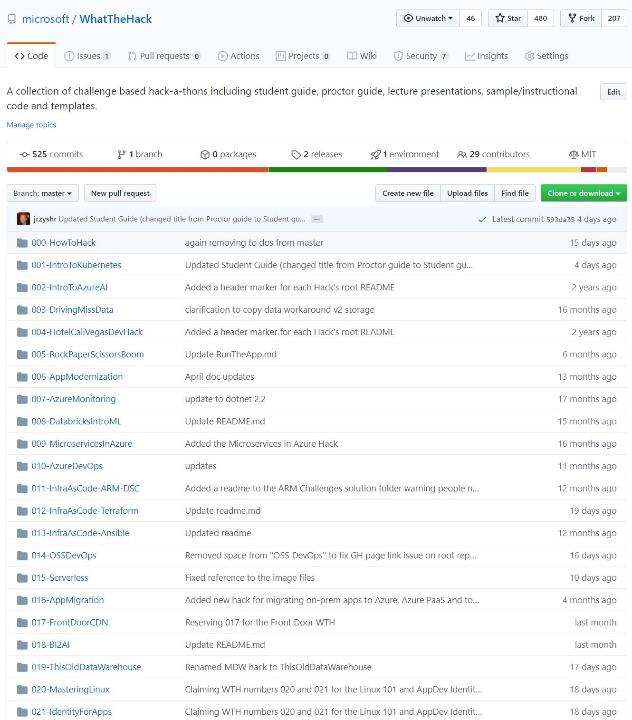 microsoft / WhatTheHack
Unwatch 46 Star 480 Fork 207
Code Issues 1 Pull requests 0 Actions Projects 0 Wiki Security 7 Insights Settings
A collection of challenge based hack-a-thons including student guide, proctor guide, lecture presentations, sample/instructional
code and templates.
Edit
Manage topics
525 commits 1 branch 0 packages 2 releases 1 environment 29 contributors MIT
Branch: master New pull request Create new file Upload files Find file Clone or download
jrzyshr Updated Student Guide (changed title from Proctor guide to Student gu... Latest commit 593da35 4 days ago
000-HowToHack again removing to dos from master 15 days ago
001-IntroToKubernetes Updated Student Guide (changed title from Proctor guide to Student gu... 4 days ago
002-IntroToAzureAI Added a header marker for each Hack's root README 2 years ago
003-DrivingMissData clarification to copy data workaround v2 storage 16 months ago
004-HotelCaliVegasDevHack Added a header marker for each Hack's root README 2 years ago
005-RockPaperScissorsBoom Update RunTheApp.md 6 months ago
006-AppModernization April doc updates 13 months ago
007-AzureMonitoring update to dotnet 2.2 17 months ago
008-DatabricksIntroML Update README.md 15 months ago
009-MicroservicesInAzure Added the Microservices in Azure Hack 16 months ago
010-AzureDevOps updates 11 months ago
011-InfraAsCode-ARM-DSC Added a readme to the ARM Challenges solution folder warning people n... 12 months ago
012-InfraAsCode-Terraform Update readme.md 19 days ago
013-InfraAsCode-Ansible Updated readme 12 months ago
014-OSSDevOps Removed space from "OSS DevOps" to fix GH page link issue on root rep... 16 days ago
015-Serverless Fixed reference to the image files 10 days ago
016-AppMigration Added new hack for migrating on-prem apps to Azure, Azure PaaS and to... 4 months ago
017-FrontDoorCDN Reserving 017 for the Front Door WTH last month
018-BI2AI Update README.md last month
019-ThisOldDataWarehouse Renamed MDW hack to ThisOldDataWarehouse 17 days ago
020-MasteringLinux Claiming WTH numbers 020 and 021 for the Linux 101 and AppDev Identit... 18 days ago
021-IdentityForApps Claiming WTH numbers 020 and 021 for the Linux 101 and AppDev Identit... 18 days ago